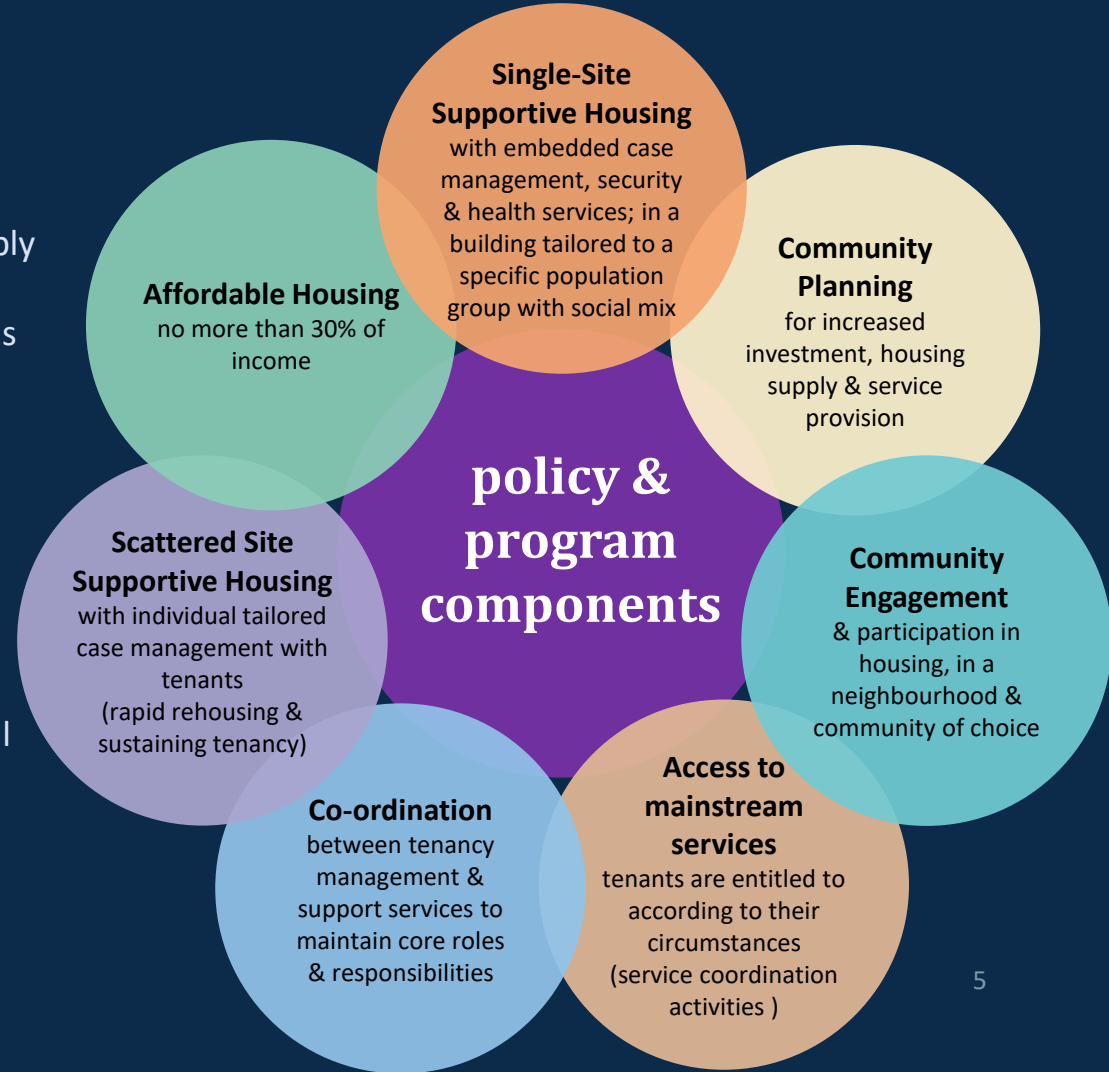 Single-Site
Supportive Housing
with embedded case
management, security
& health services; in a
building tailored to a
specific population
group with social mix
Community
Planning
for increased
investment, housing
supply & service
provision
Community
Engagement
& participation in
housing, in a
neighbourhood &
community of choice
Access to
mainstream
services
tenants are entitled to
according to their
circumstances
(service coordination
activities )
Co-ordination
between tenancy
management &
support services to
maintain core roles
& responsibilities
Scattered Site
Supportive Housing
with individual tailored
case management with
tenants
(rapid rehousing &
sustaining tenancy)
Affordable Housing
no more than 30% of
income
policy &
program
components
5